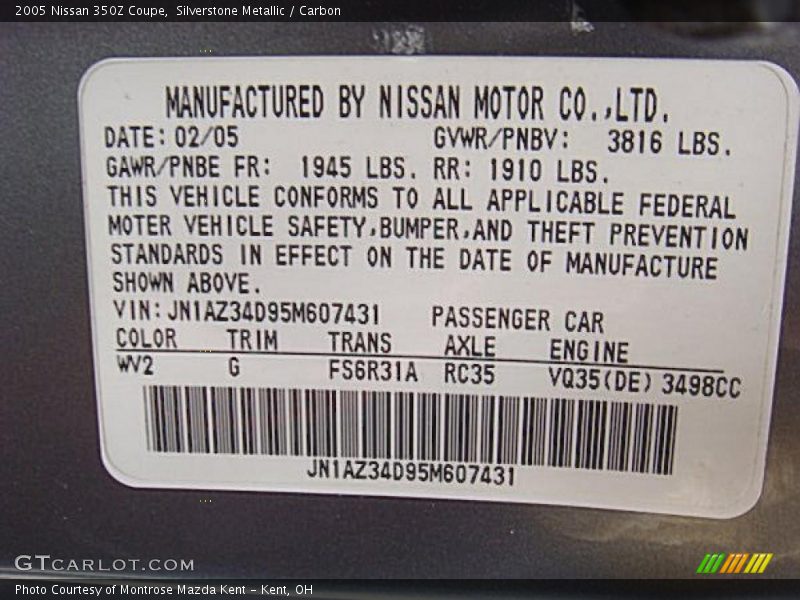 2005 Nissan 350Z Coupe, Silverstone Metallic / Carbon
MANUFACTURED BY NISSAN MOTOR CO.,LTD.
DATE: 02/05 GVWR/PNBV: 3816 LBS.
GAWR/PNBE FR: 1945 LBS. RR: 1910 LBS.
THIS VEHICLE CONFORMS TO ALL APPLICABLE FEDERAL
MOTER VEHICLE SAFETY,BUMPER,AND THEFT PREVENTION
STANDARDS IN EFFECT ON THE DATE OF MANUFACTURE
SHOWN ABOVE.
VIN: JN1AZ34D95M607431 PASSENGER CAR
COLOR TRIM TRANS AXLE ENGINE
WV2 G FS6R31A RC35 VQ35(DE) 3498CC
JN1AZ34D95M607431
GTCARLOT.COM
Photo Courtesy of Montrose Mazda Kent - Kent, OH